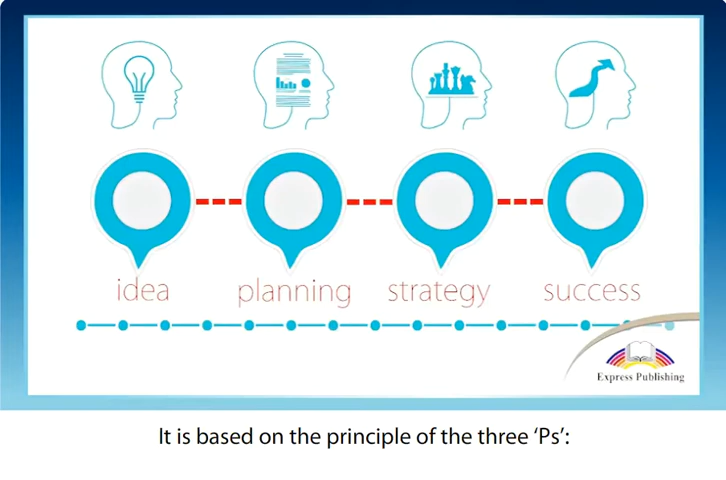 idea planning strategy success
Express Publishing
It is based on the principle of the three ‘Ps’: